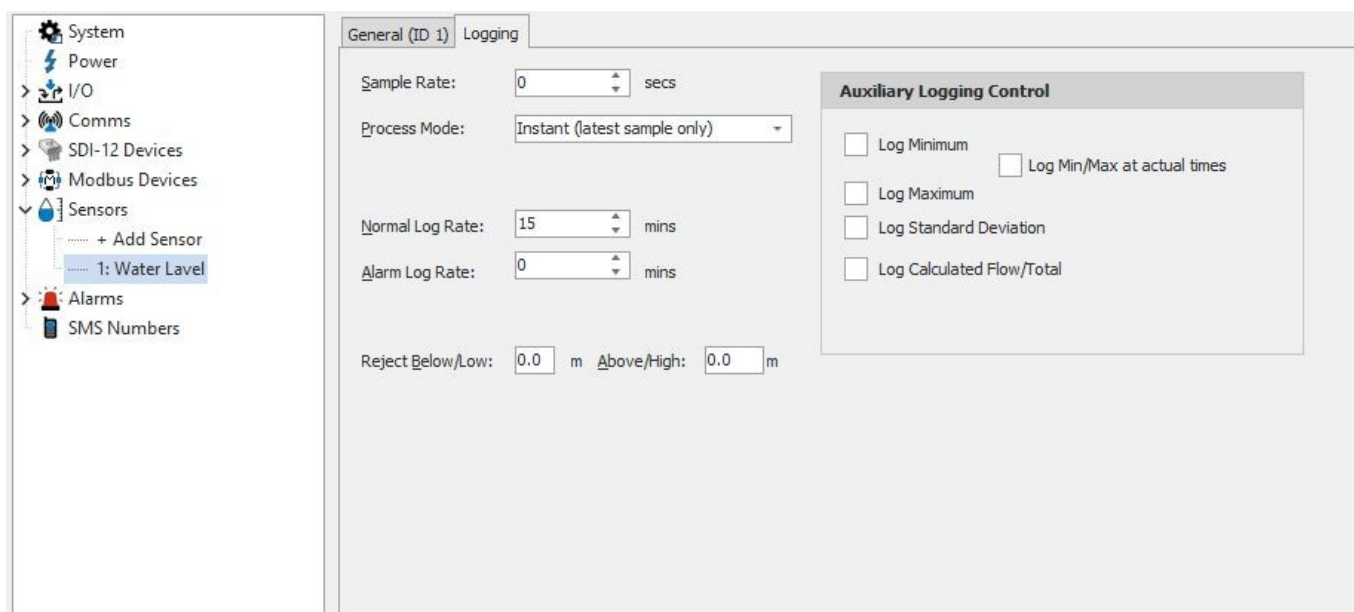 System
Power
I/O
Comms
SDI-12 Devices
Modbus Devices
Sensors
+ Add Sensor
1: Water Lavel
Alarms
SMS Numbers
General (ID 1) Logging
Sample Rate: 0 secs
Process Mode: Instant (latest sample only)
Normal Log Rate: 15 mins
Alarm Log Rate: 0 mins
Reject Below/Low: 0.0 m Above/High: 0.0 m
Auxiliary Logging Control
Log Minimum
Log Min/Max at actual times
Log Maximum
Log Standard Deviation
Log Calculated Flow/Total